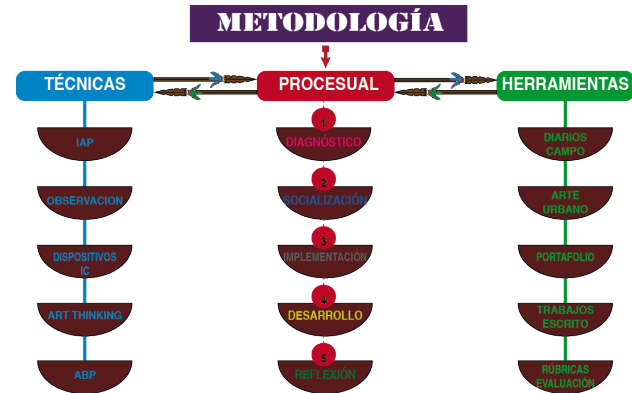 METODOLOGÍA
TÉCNICAS
PROCESUAL
HERRAMIENTAS
IAP
OBSERVACION
DISPOSITIVOS
IC
ART THINKING
ABP
1
DIAGNÓSTICO
2
SOCIALIZACIÓN
3
IMPLEMENTACIÓN
4
DESARROLLO
5
REFLEXIÓN
DIARIOS
CAMPO
ARTE
URBANO
PORTAFOLIO
TRABAJOS
ESCRITO
RÚBRICAS
EVALUACIÓN